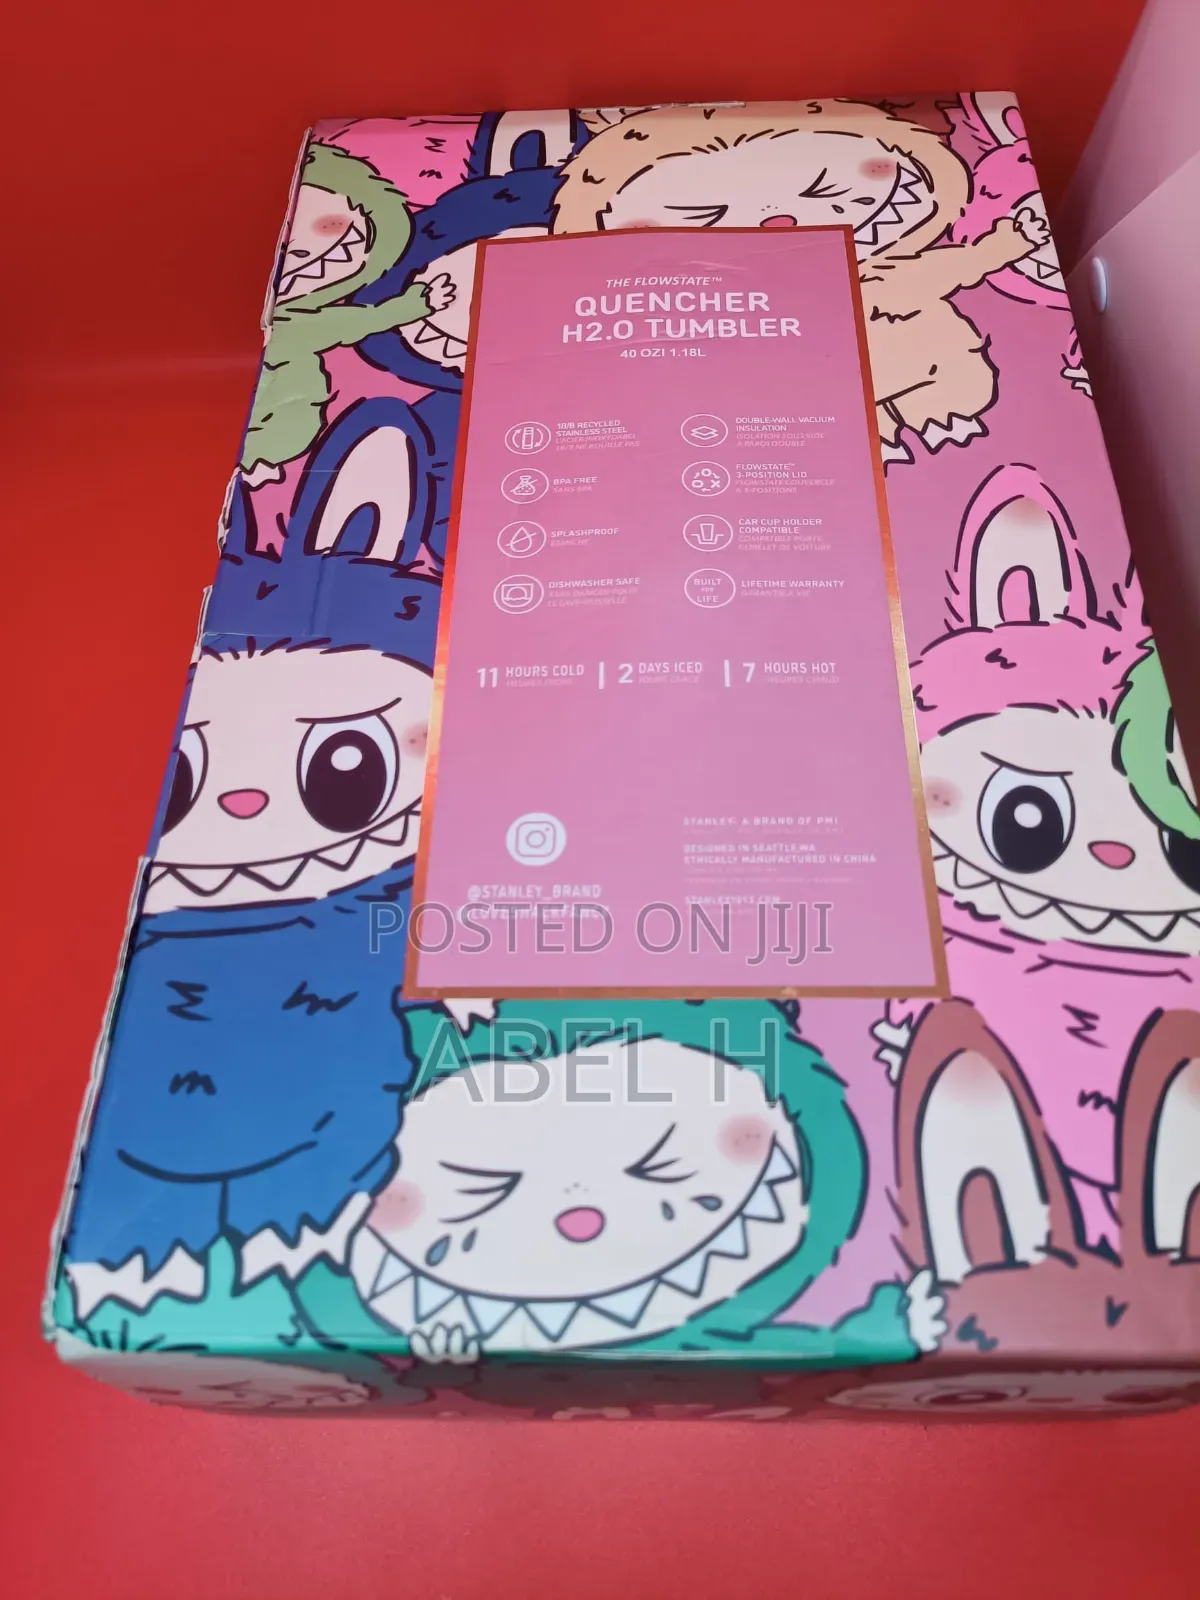 THE FLOWSTATE™
QUENCHER
H2.0 TUMBLER
40 OZI 1.18L
18/8 RECYCLED
STAINLESS STEEL
DOUBLE-WALL VACUUM
INSULATION
BPA FREE
SANS BPA
FLOWSTATE™
3-POSITION LID
SPLASHPROOF
CAR CUP HOLDER
COMPATIBLE
DISHWASHER SAFE
BUILT
FOR
LIFE
LIFETIME WARRANTY
11 HOURS COLD | 2 DAYS ICED | 7 HOURS HOT
STANLEY® A BRAND OF PMI
DESIGNED IN SEATTLE, WA
ETHICALLY MANUFACTURED IN CHINA
@STANLEY_BRAND
STANLEY1913.COM
POSTED ON JIJI
ABEL H